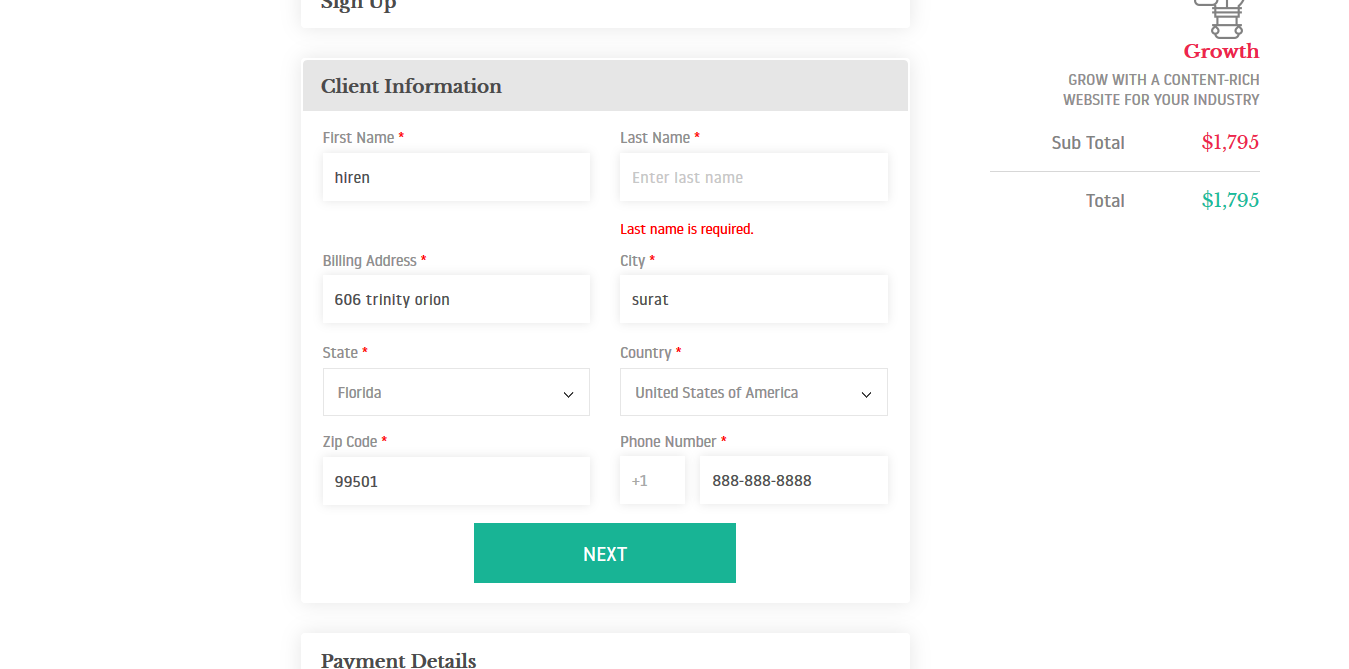 Sign Up
Client Information
First Name *
Last Name *
hiren
Enter last name
Last name is required.
Billing Address *
City *
606 trinity orion
surat
State *
Country *
Florida
United States of America
Zip Code *
Phone Number *
99501
+1
888-888-8888
NEXT
Payment Details
Growth
GROW WITH A CONTENT-RICH
WEBSITE FOR YOUR INDUSTRY
Sub Total $1,795
Total $1,795